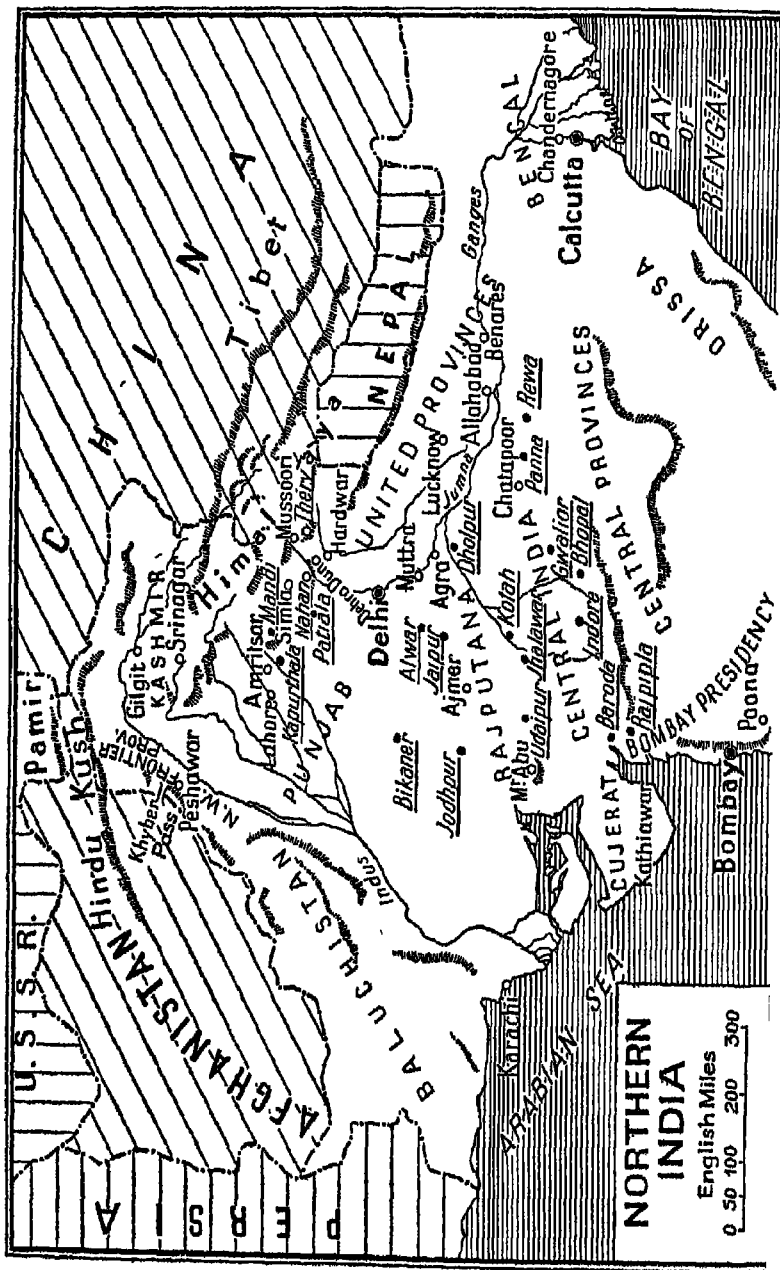 U. S. S. R.
Pamir
CHINA
Hindu Kush
AFGHANISTAN
PERSIA
Khyber
Pass
N.W. FRONTIER
PROV.
Peshawar
Gilgit
KASHMIR
Srinagar
Tibet
Himalaya
NEPAL
BALUCHISTAN
Indus
PUNJAB
Lahore
Amritsar
Kapurthala
Mandi
Simla
Nahan
Patiala
Mussoori
Dehra Duno
Hardwar
Delhi
UNITED PROVINCES
Bikaner
Jodhpur
Alwar
Jaipur
Ajmer
Muttra
Agra
Dholpur
Lucknow
Jumna
Allahabad
Benares
Ganges
RAJPUTANA
Mt Abu
Udaipur
Jhalawar
Kotah
Chatapoor
Panna
Rewa
CENTRAL INDIA
Gwalior
Bhopal
Indore
Baroda
Rajpipla
GUJERAT
Kathiawar
CENTRAL PROVINCES
BOMBAY PRESIDENCY
Bombay
Poona
ORISSA
BENGAL
Chandernagore
Calcutta
BAY
OF
BENGAL
Karachi
ARABIAN SEA
NORTHERN
INDIA
English Miles
0 50 100 200 300